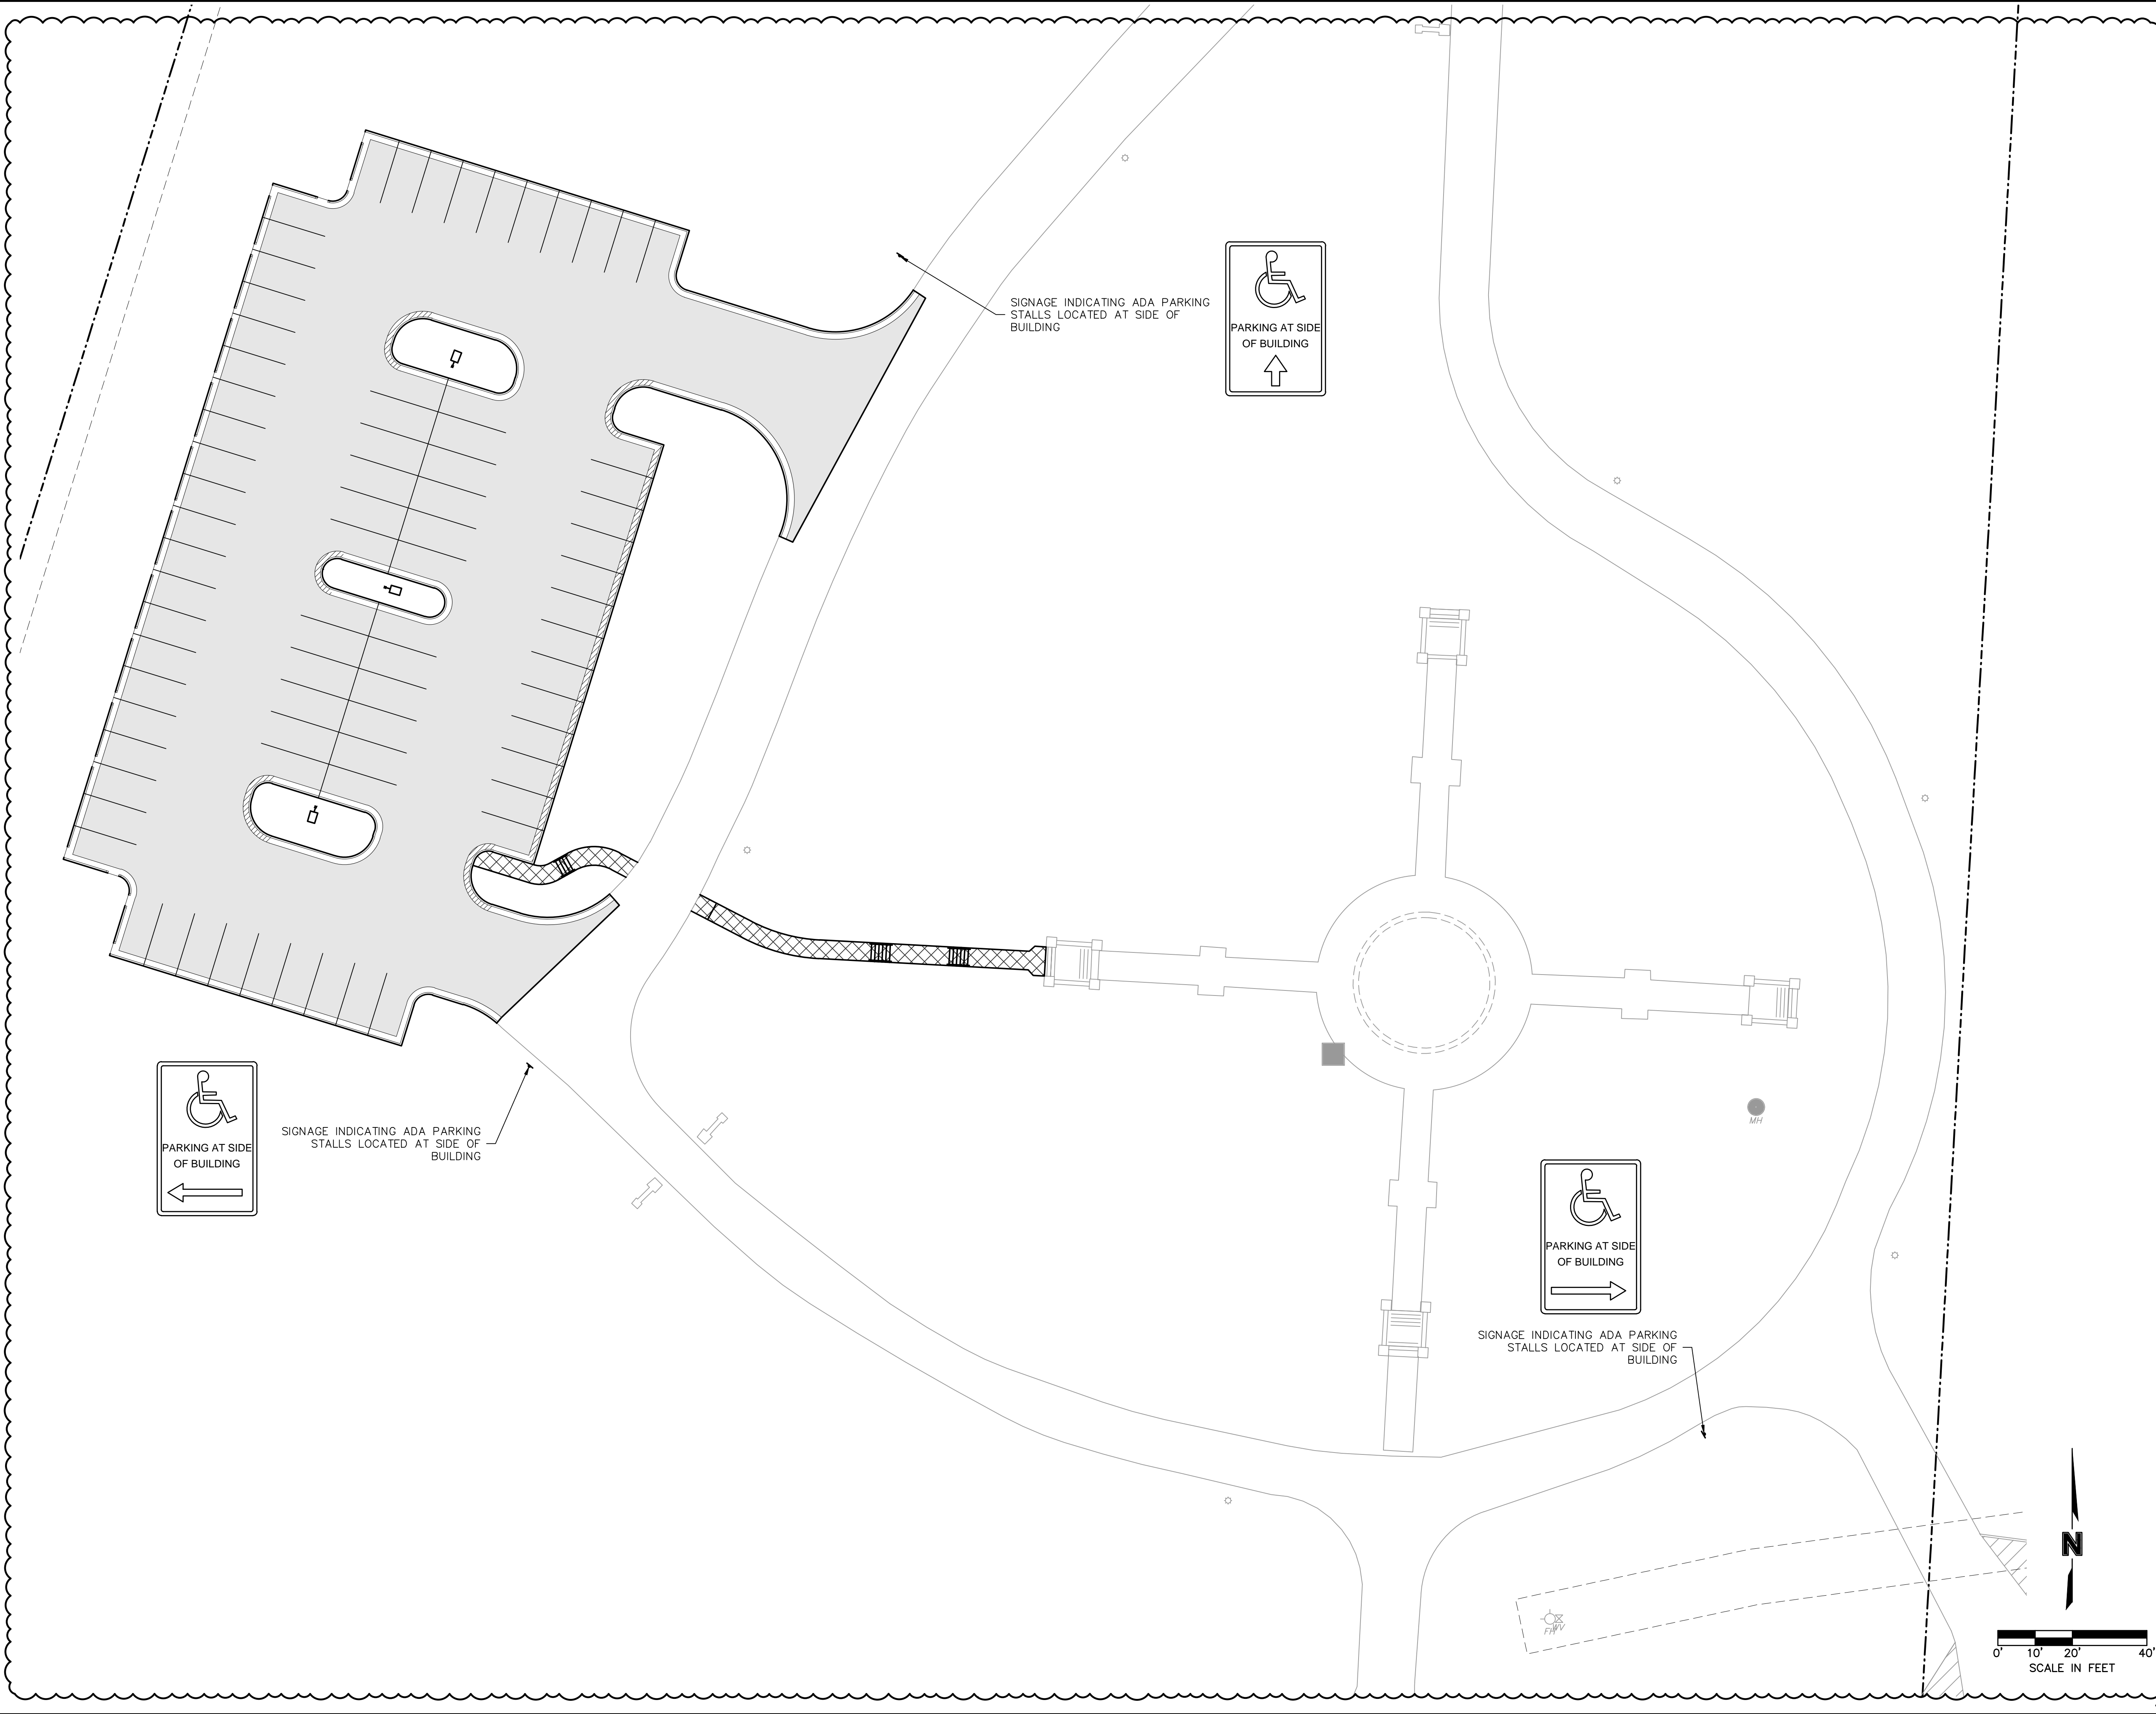 SIGNAGE INDICATING ADA PARKING
STALLS LOCATED AT SIDE OF
BUILDING
PARKING AT SIDE
OF BUILDING
PARKING AT SIDE
OF BUILDING
SIGNAGE INDICATING ADA PARKING
STALLS LOCATED AT SIDE OF
BUILDING
MH
PARKING AT SIDE
OF BUILDING
SIGNAGE INDICATING ADA PARKING
STALLS LOCATED AT SIDE OF
BUILDING
FH
WV
N
0' 10' 20' 40'
SCALE IN FEET